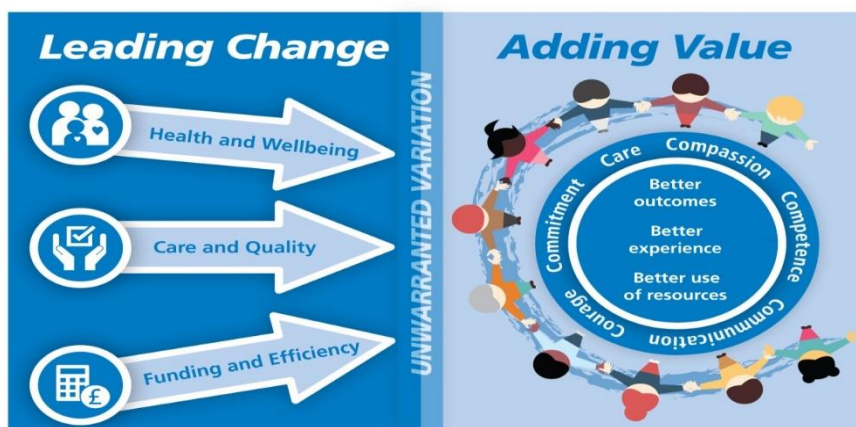 Leading Change
Health and Wellbeing
Care and Quality
Funding and Efficiency
£
UNWARRANTED VARIATION
Adding Value
Care Compassion Competence Communication Courage Commitment
Better
outcomes
Better
experience
Better use
of resources